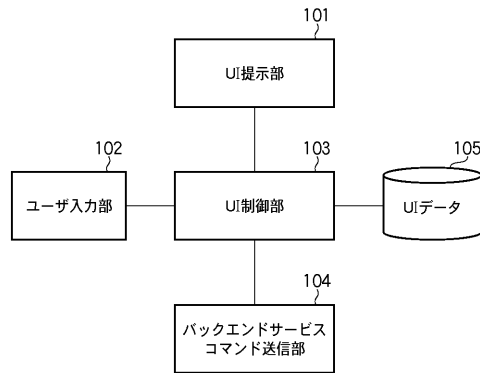 101
UI提示部
102
ユーザ入力部
103
UI制御部
105
UIデータ
104
バックエンドサービス
コマンド送信部